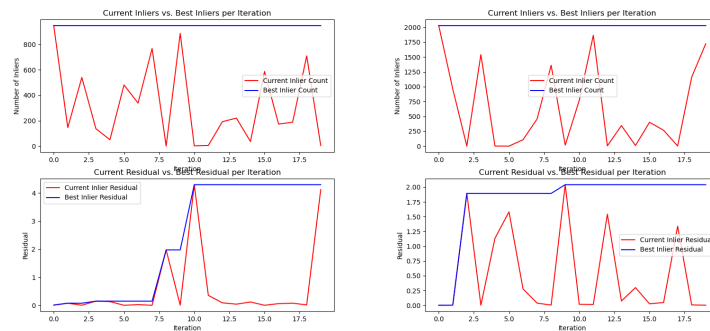 Current Inliers vs. Best Inliers per Iteration
Number of Inliers
800
600
400
200
0
Current Inlier Count
Best Inlier Count
0.0 2.5 5.0 7.5 10.0 12.5 15.0 17.5
Iteration
Current Inliers vs. Best Inliers per Iteration
Number of Inliers
2000
1750
1500
1250
1000
750
500
250
0
Current Inlier Count
Best Inlier Count
0.0 2.5 5.0 7.5 10.0 12.5 15.0 17.5
Iteration
Current Residual vs. Best Residual per Iteration
Residual
4
3
2
1
0
Current Inlier Residual
Best Inlier Residual
0.0 2.5 5.0 7.5 10.0 12.5 15.0 17.5
Iteration
Current Residual vs. Best Residual per Iteration
Residual
2.00
1.75
1.50
1.25
1.00
0.75
0.50
0.25
0.00
Current Inlier Residual
Best Inlier Residual
0.0 2.5 5.0 7.5 10.0 12.5 15.0 17.5
Iteration